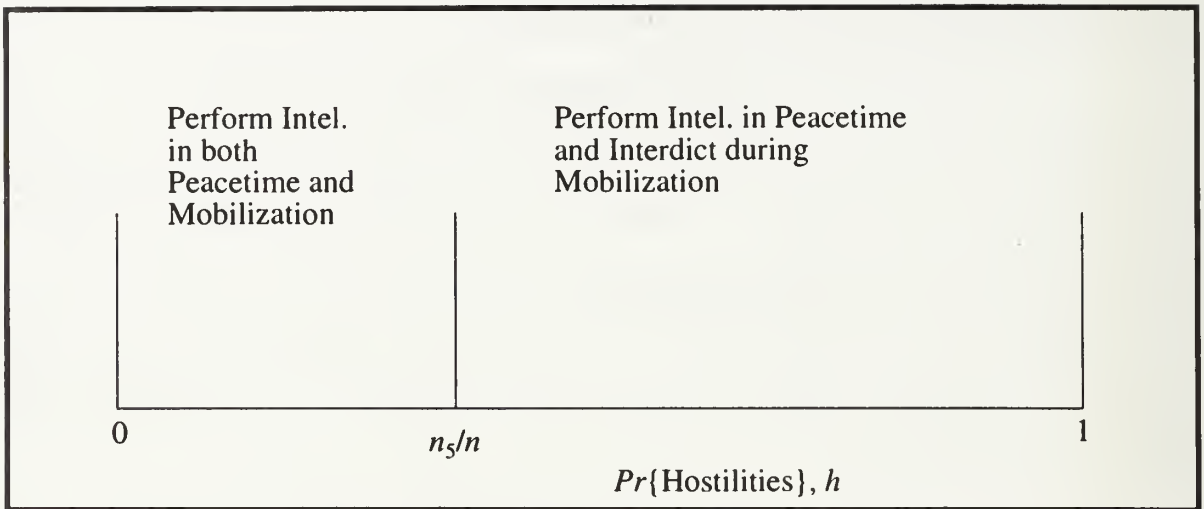 Perform Intel.
in both
Peacetime and
Mobilization
Perform Intel. in Peacetime
and Interdict during
Mobilization
0
n₅/n
1
Pr{Hostilities}, h